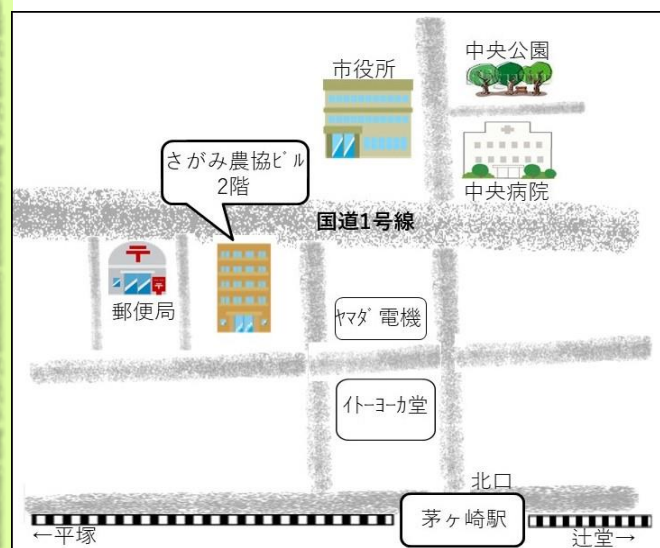 中央公園
市役所
さがみ農協ビル
2階
中央病院
国道1号線
〒
〒
郵便局
ﾔﾏﾀﾞ電機
ｲﾄｰﾖｰｶ堂
北口
茅ヶ崎駅
←平塚
辻堂→